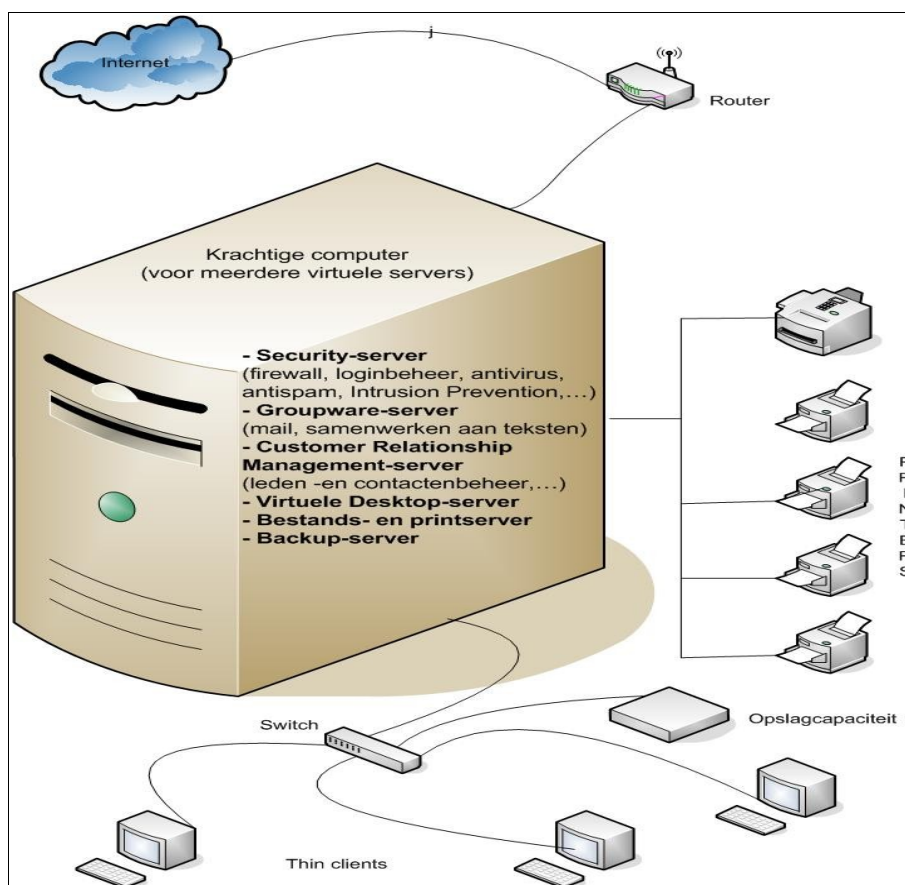 j
Internet
Router
Krachtige computer
(voor meerdere virtuele servers)
- Security-server
(firewall, loginbeheer, antivirus,
antispam, Intrusion Prevention,…)
- Groupware-server
(mail, samenwerken aan teksten)
- Customer Relationship
Management-server
(leden -en contactenbeheer,…)
- Virtuele Desktop-server
- Bestands- en printserver
- Backup-server
Switch
Opslagcapaciteit
Thin clients